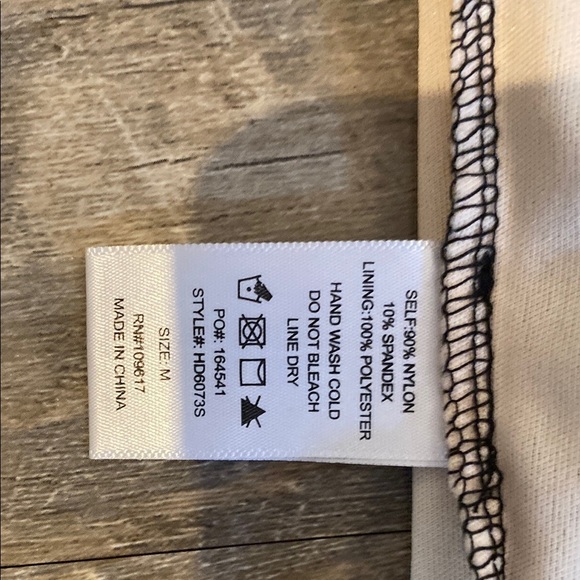 SELF:90% NYLON
10% SPANDEX
LINING:100% POLYESTER
HAND WASH COLD
DO NOT BLEACH
LINE DRY
PO#: 164541
STYLE#: HD6073S
SIZE: M
RN#109617
MADE IN CHINA